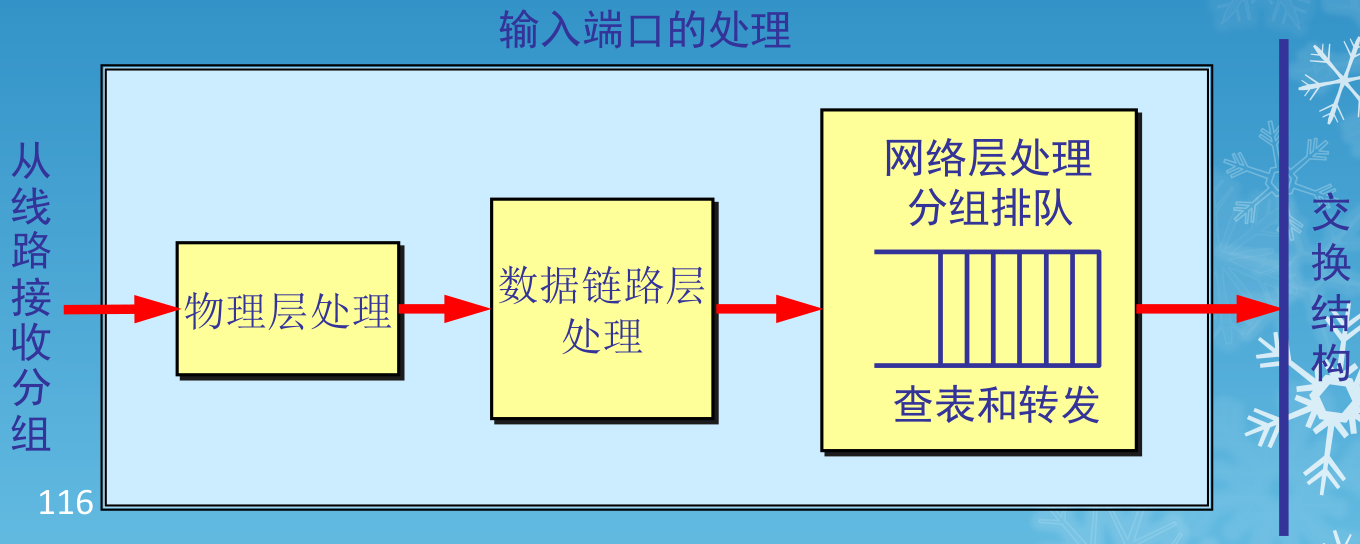 输入端口的处理
从线路接收分组
物理层处理
数据链路层
处理
网络层处理
分组排队
查表和转发
交换结构
116